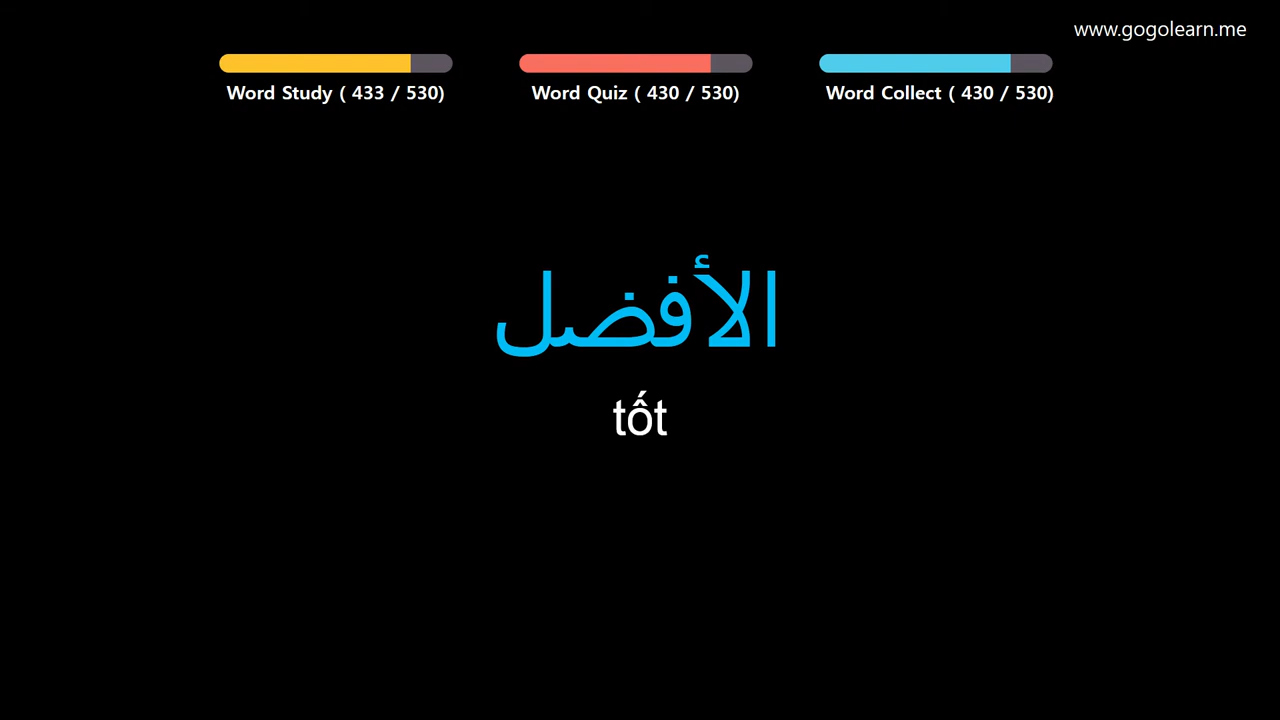 www.gogolearn.me
Word Study ( 433 / 530)
Word Quiz ( 430 / 530)
Word Collect ( 430 / 530)
الأفضل
tốt